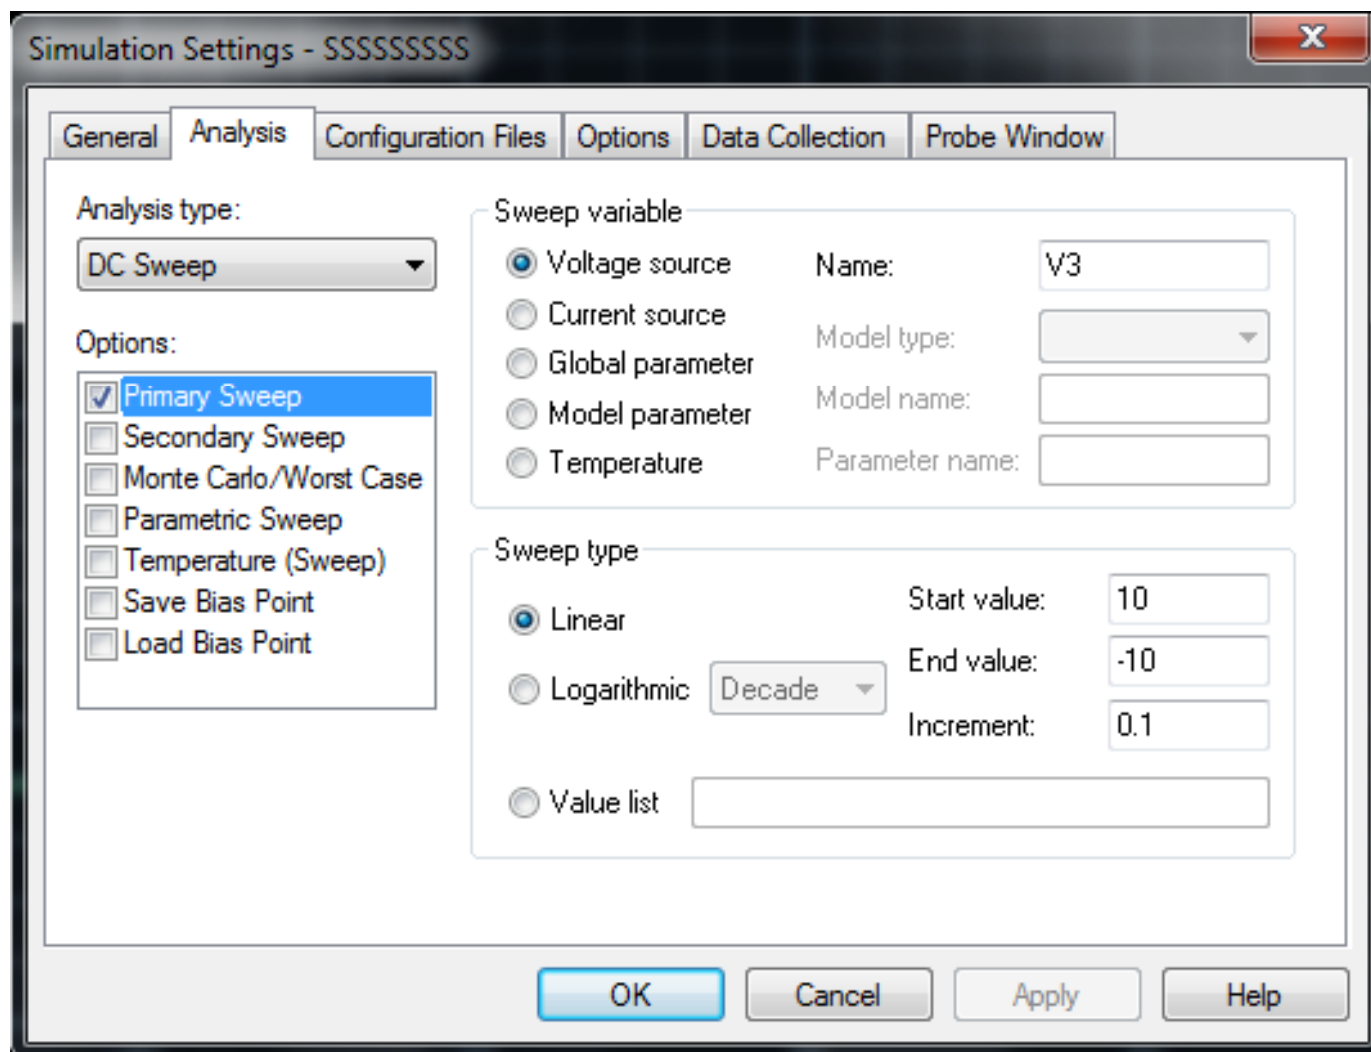 Simulation Settings - SSSSSSSSS
General Analysis Configuration Files Options Data Collection Probe Window
Analysis type:
DC Sweep
Options:
Primary Sweep
Secondary Sweep
Monte Carlo/Worst Case
Parametric Sweep
Temperature (Sweep)
Save Bias Point
Load Bias Point
Sweep variable
Voltage source
Current source
Global parameter
Model parameter
Temperature
Name: V3
Model type:
Model name:
Parameter name:
Sweep type
Linear
Logarithmic Decade
Value list
Start value: 10
End value: -10
Increment: 0.1
OK Cancel Apply Help